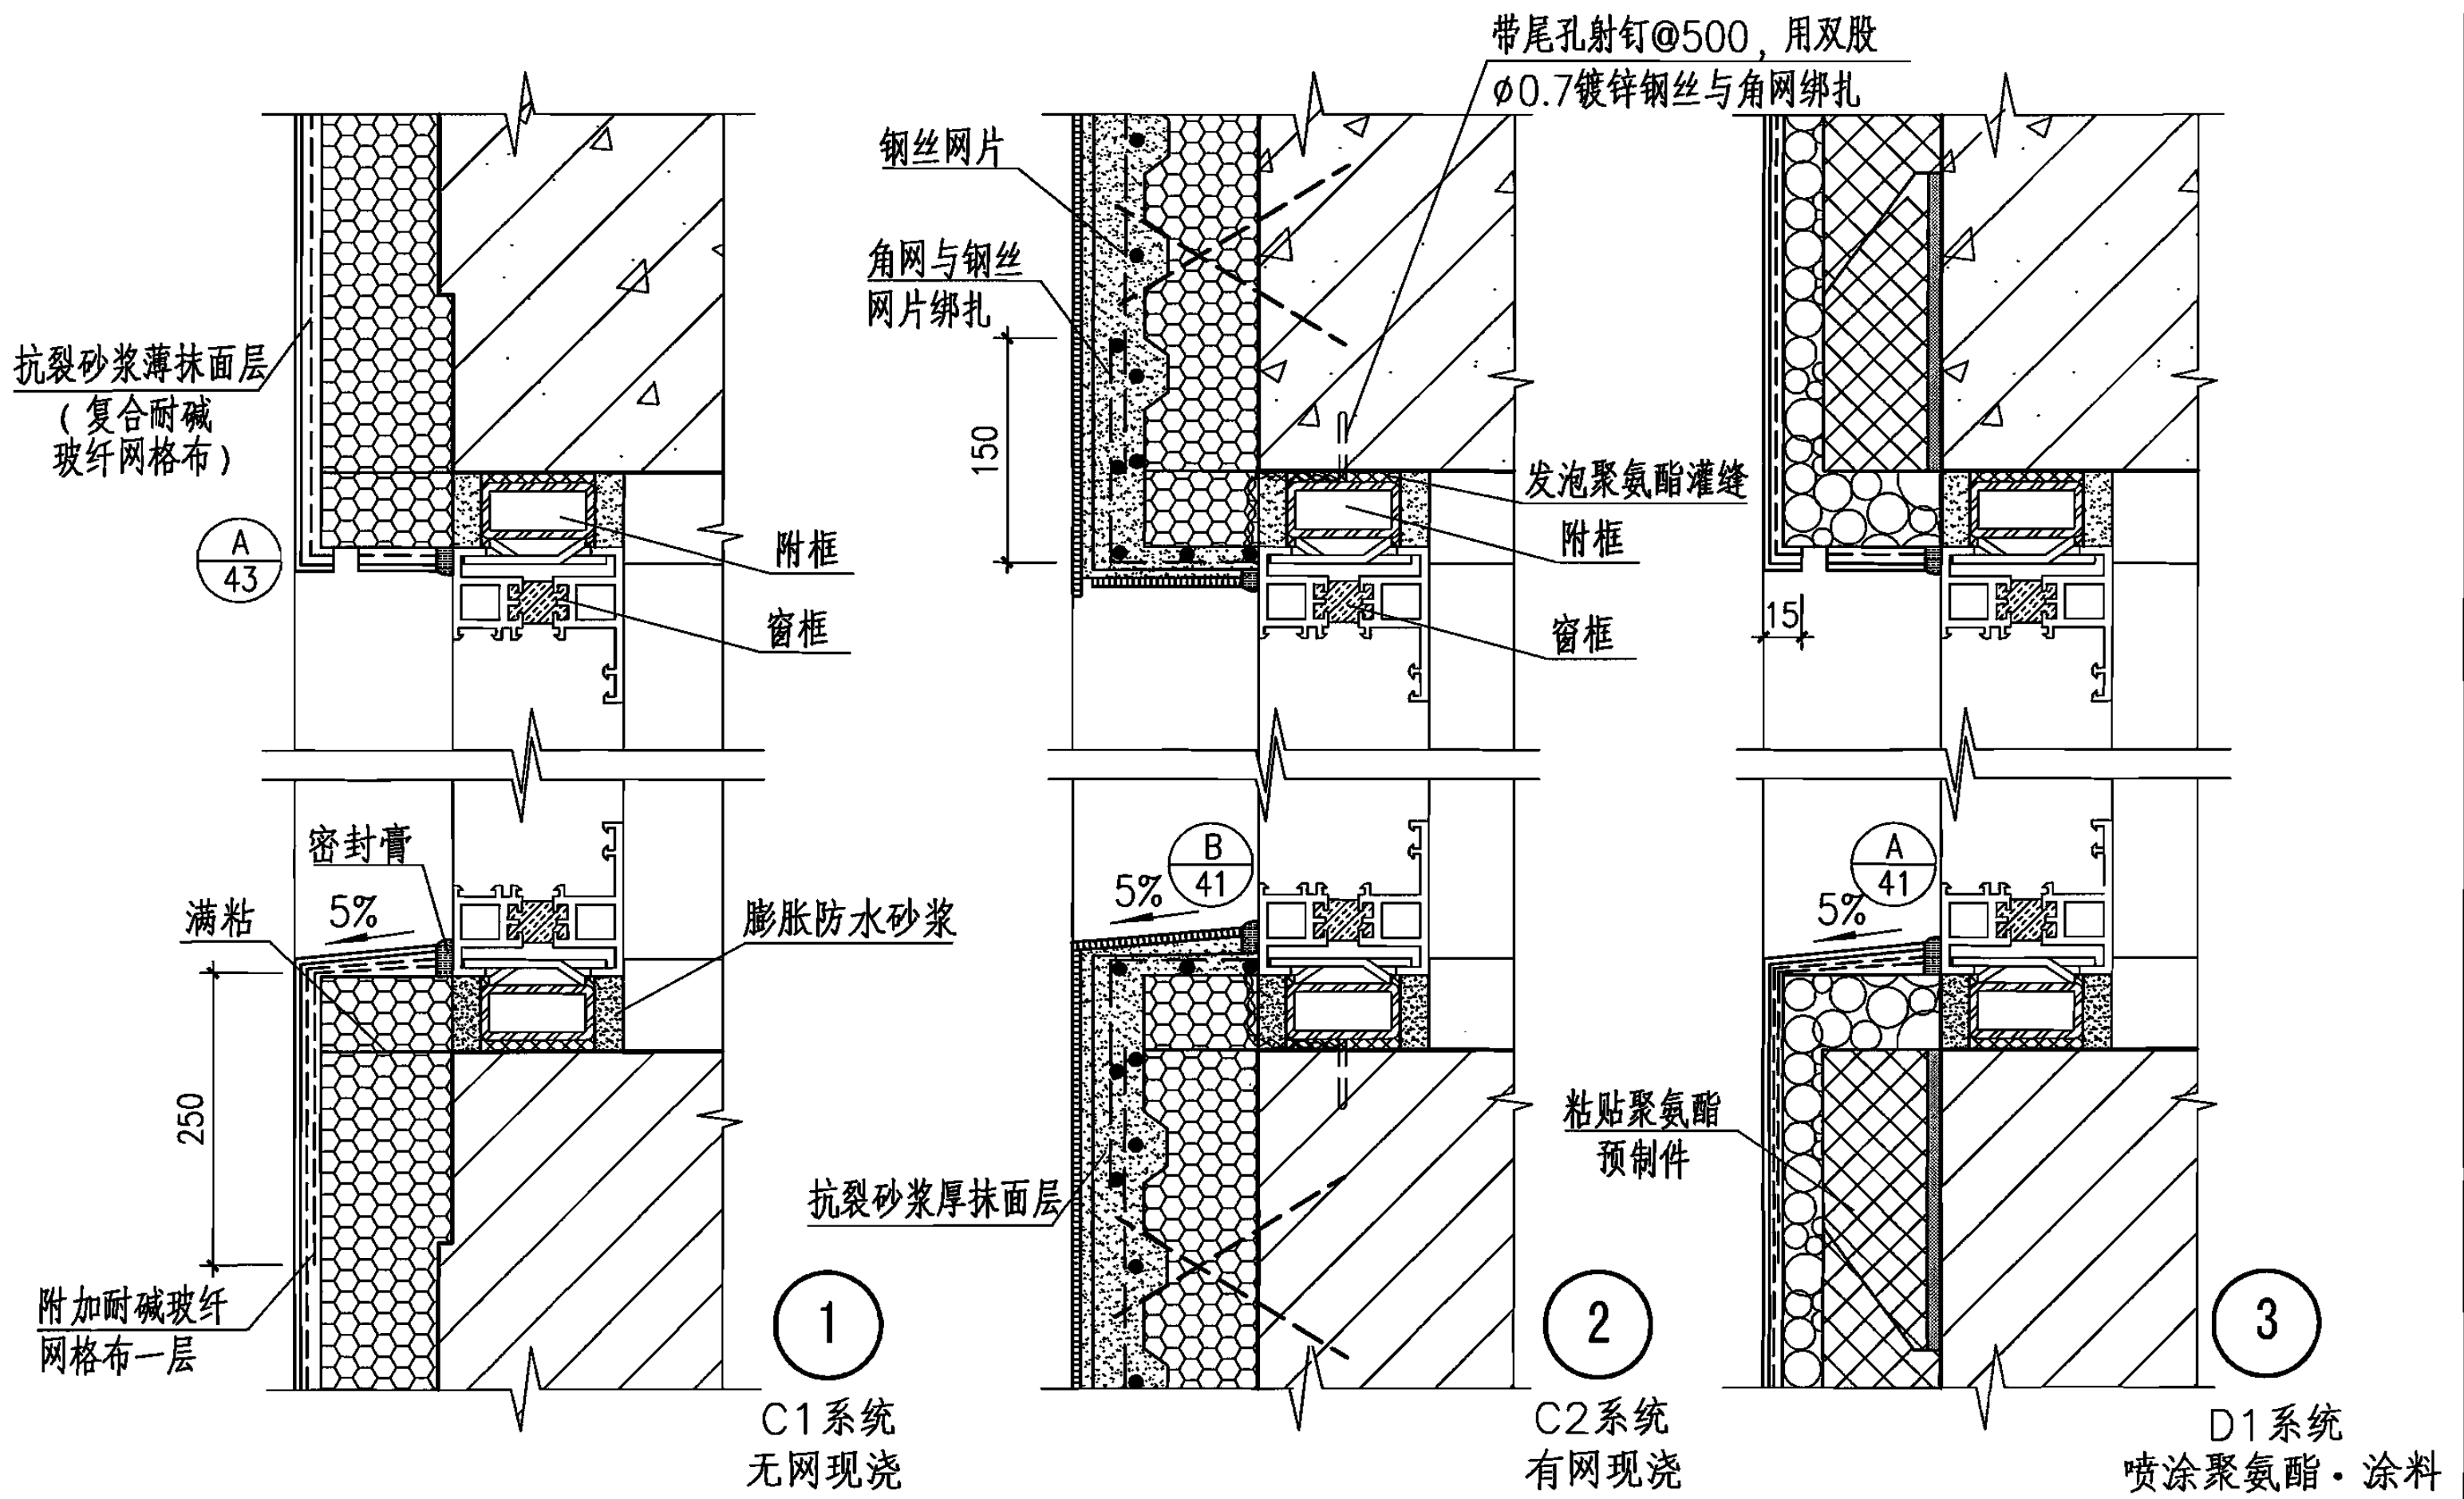 带尾孔射钉@500,用双股
ø0.7镀锌钢丝与角网绑扎
钢丝网片
角网与钢丝
网片绑扎
抗裂砂浆薄抹面层
(复合耐碱
玻纤网格布)
150
发泡聚氨酯灌缝
附框
附框
A
43
窗框
窗框
15
密封膏
B
41
A
41
满粘
5%
膨胀防水砂浆
5%
5%
250
粘贴聚氨酯
预制件
抗裂砂浆厚抹面层
附加耐碱玻纤
网格布一层
1
C1系统
无网现浇
2
C2系统
有网现浇
3
D1系统
喷涂聚氨酯·涂料